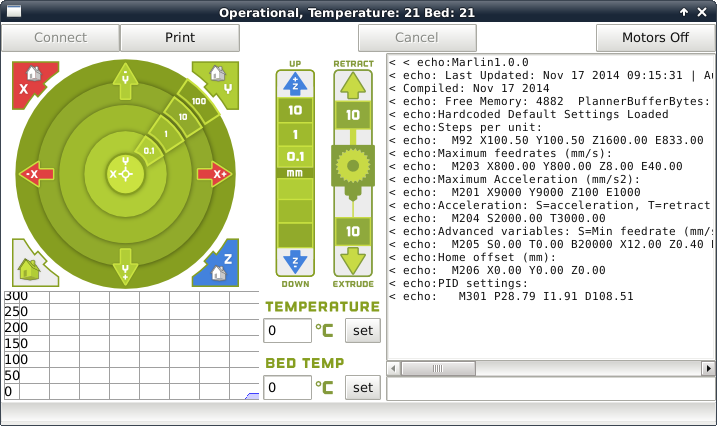 Operational, Temperature: 21 Bed: 21
Connect
Print
Cancel
Motors Off
X
+Y
Y
100
10
1
0.1
Y
X
-X
X+
Y+
Z
UP
+Z
10
1
0.1
mm
Z
DOWN
RETRACT
10
10
EXTRUDE
300
250
200
150
100
50
0
TEMPERATURE
0 °C set
BED TEMP
0 °C set
< < echo:Marlin1.0.0
< echo: Last Updated: Nov 17 2014 09:15:31 |
< Compiled: Nov 17 2014
< echo: Free Memory: 4882 PlannerBufferBytes:
< echo:Hardcoded Default Settings Loaded
< echo:Steps per unit:
< echo: M92 X100.50 Y100.50 Z1600.00 E833.00
< echo:Maximum feedrates (mm/s):
< echo: M203 X800.00 Y800.00 Z8.00 E40.00
< echo:Maximum Acceleration (mm/s2):
< echo: M201 X9000 Y9000 Z100 E1000
< echo:Acceleration: S=acceleration, T=retract
< echo: M204 S2000.00 T3000.00
< echo:Advanced variables: S=Min feedrate (mm/s
< echo: M205 S0.00 T0.00 B20000 X12.00 Z0.40
< echo:Home offset (mm):
< echo: M206 X0.00 Y0.00 Z0.00
< echo:PID settings:
< echo: M301 P28.79 I1.91 D108.51